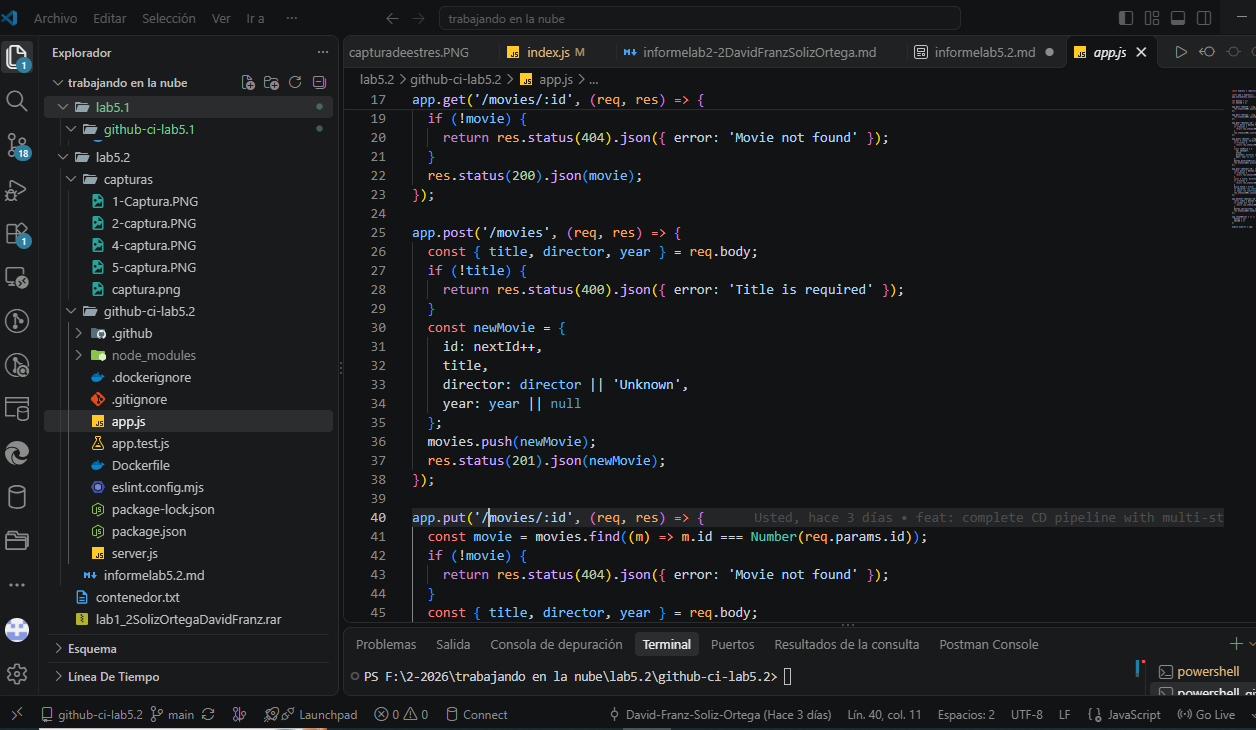 Archivo Editar Selección Ver Ir a ··· trabajando en la nube
Explorador ···
trabajando en la nube
lab5.1
github-ci-lab5.1
lab5.2
capturas
1-Captura.PNG
2-captura.PNG
4-captura.PNG
5-captura.PNG
captura.png
github-ci-lab5.2
.github
node_modules
.dockerignore
.gitignore
app.js
app.test.js
Dockerfile
eslint.config.mjs
package-lock.json
package.json
server.js
informelab5.2.md
contenedor.txt
lab1_2SolizOrtegaDavidFranz.rar
Esquema
Línea De Tiempo
1
18
1
capturadeestres.PNG index.js M informelab2-2DavidFranzSolizOrtega.md informelab5.2.md app.js
lab5.2 > github-ci-lab5.2 > app.js > ...
17 app.get('/movies/:id', (req, res) => {
19 if (!movie) {
20 return res.status(404).json({ error: 'Movie not found' });
21 }
22 res.status(200).json(movie);
23 });
24
25 app.post('/movies', (req, res) => {
26 const { title, director, year } = req.body;
27 if (!title) {
28 return res.status(400).json({ error: 'Title is required' });
29 }
30 const newMovie = {
31 id: nextId++,
32 title,
33 director: director || 'Unknown',
34 year: year || null
35 };
36 movies.push(newMovie);
37 res.status(201).json(newMovie);
38 });
39
40 app.put('/movies/:id', (req, res) => { Usted, hace 3 días • feat: complete CD pipeline with multi-st
41 const movie = movies.find((m) => m.id === Number(req.params.id));
42 if (!movie) {
43 return res.status(404).json({ error: 'Movie not found' });
44 }
45 const { title, director, year } = req.body;
Problemas Salida Consola de depuración Terminal Puertos Resultados de la consulta Postman Console
PS F:\2-2026\trabajando en la nube\lab5.2\github-ci-lab5.2>
powershell
github-ci-lab5.2 main Launchpad 0 0 Connect David-Franz-Soliz-Ortega (Hace 3 días) Lín. 40, col. 11 Espacios: 2 UTF-8 LF {} JavaScript Go Live